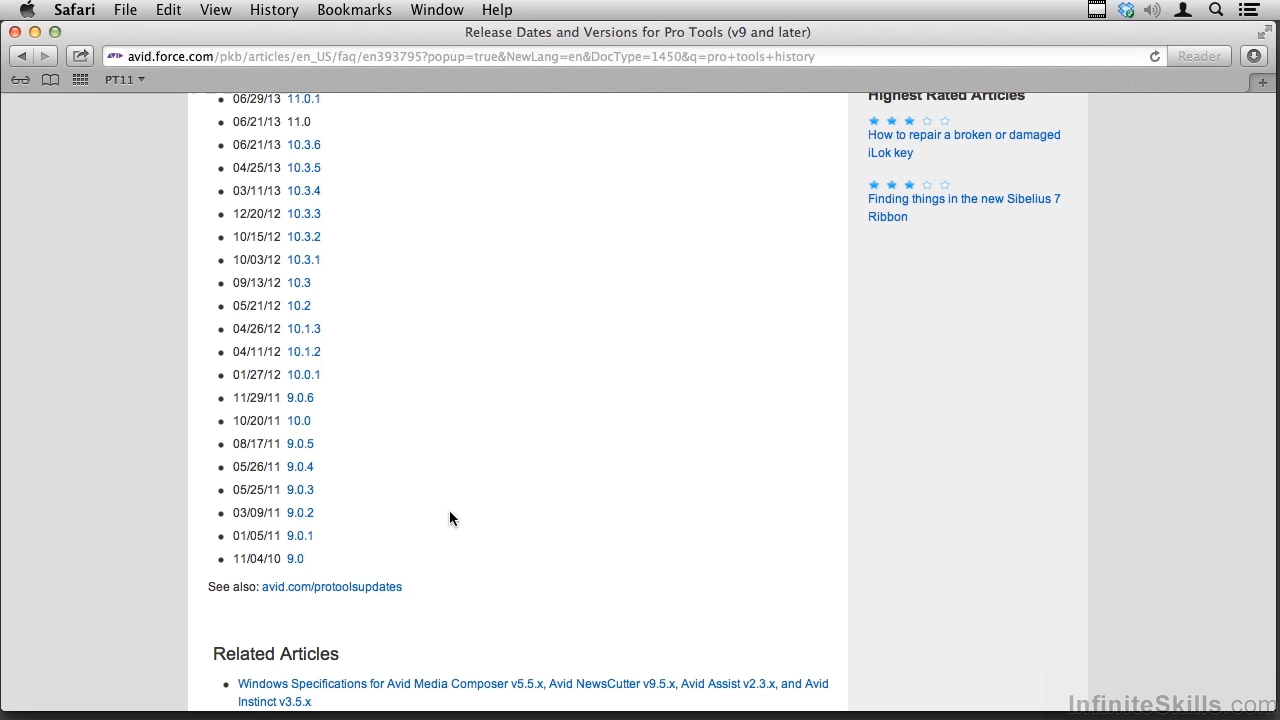 Safari File Edit View History Bookmarks Window Help
Release Dates and Versions for Pro Tools (v9 and later)
avid.force.com/pkb/articles/en_US/faq/en393795?popup=true&NewLang=en&DocType=1450&q=pro+tools+history
Reader
PT11
06/29/13 11.0.1
06/21/13 11.0
06/21/13 10.3.6
04/25/13 10.3.5
03/11/13 10.3.4
12/20/12 10.3.3
10/15/12 10.3.2
10/03/12 10.3.1
09/13/12 10.3
05/21/12 10.2
04/26/12 10.1.3
04/11/12 10.1.2
01/27/12 10.0.1
11/29/11 9.0.6
10/20/11 10.0
08/17/11 9.0.5
05/26/11 9.0.4
05/25/11 9.0.3
03/09/11 9.0.2
01/05/11 9.0.1
11/04/10 9.0
See also: avid.com/protoolsupdates
Related Articles
Windows Specifications for Avid Media Composer v5.5.x, Avid NewsCutter v9.5.x, Avid Assist v2.3.x, and Avid
Instinct v3.5.x
Highest Rated Articles
How to repair a broken or damaged
iLok key
Finding things in the new Sibelius 7
Ribbon
InfiniteSkills.com